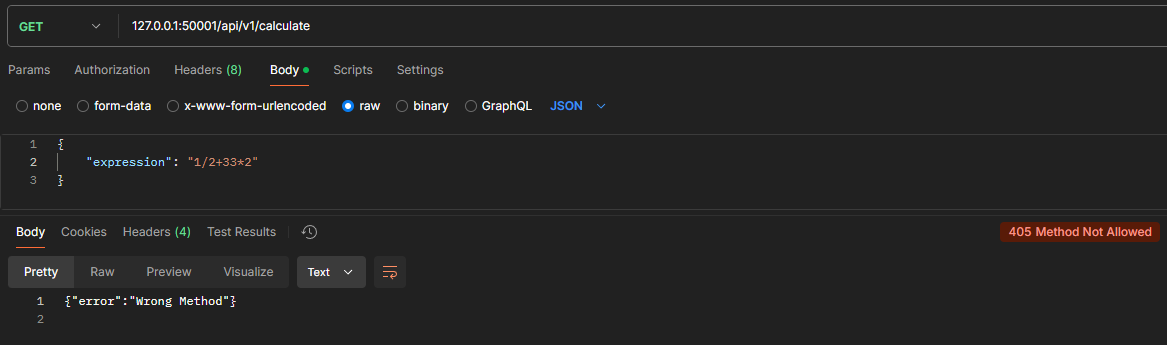 GET 127.0.0.1:50001/api/v1/calculate
Params Authorization Headers (8) Body Scripts Settings
none form-data x-www-form-urlencoded raw binary GraphQL JSON
1 {
2 "expression": "1/2+33*2"
3 }
Body Cookies Headers (4) Test Results 405 Method Not Allowed
Pretty Raw Preview Visualize Text
1 {"error":"Wrong Method"}
2